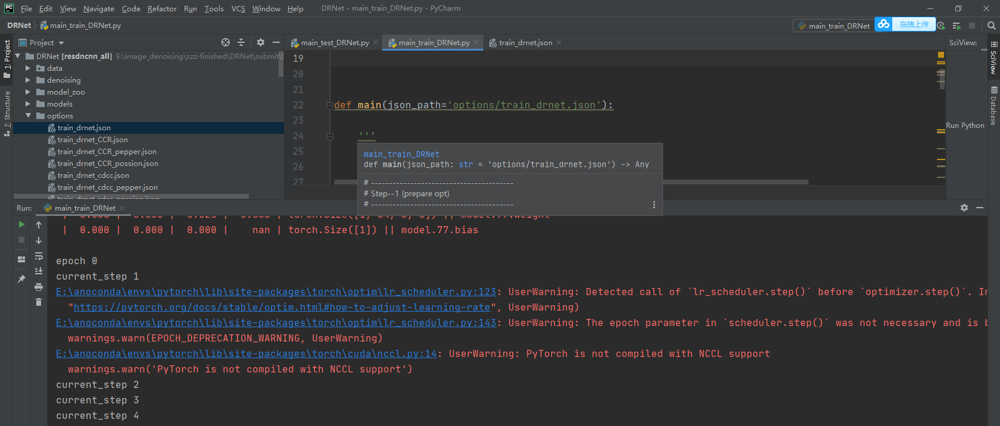 File Edit View Navigate Code Refactor Run Tools VCS Window Help DRNet - main_train_DRNet.py - PyCharm
DRNet main_train_DRNet.py
main_train_DRNet
拖拽上传
Project
main_test_DRNet.py
main_train_DRNet.py
train_drnet.json
SciView:
1: Project
7: Structure
SciView
Database
DRNet [resdncnn_all] E:\image_denoising\zzz-finished\DRNet\submit\
data
denoising
model_zoo
models
options
train_drnet.json
train_drnet_CCR.json
train_drnet_CCR_pepper.json
train_drnet_CCR_possion.json
train_drnet_cdcc.json
train_drnet_cdcc_pepper.json
train_drnet_cdcc_possion.json
19
20
21
22 def main(json_path='options/train_drnet.json'):
23
24 '''
25
26
27
Run Python
main_train_DRNet
def main(json_path: str = 'options/train_drnet.json') -> Any
# ----------------------------------------
# Step--1 (prepare opt)
# ----------------------------------------
Run: main_train_DRNet
| 0.000 | 0.000 | 0.000 | nan | torch.Size([1]) || model.77.bias
epoch 0
current_step 1
E:\anoconda\envs\pytorch\lib\site-packages\torch\optim\lr_scheduler.py:123: UserWarning: Detected call of `lr_scheduler.step()` before `optimizer.step()`. In
"https://pytorch.org/docs/stable/optim.html#how-to-adjust-learning-rate", UserWarning)
E:\anoconda\envs\pytorch\lib\site-packages\torch\optim\lr_scheduler.py:143: UserWarning: The epoch parameter in `scheduler.step()` was not necessary and is b
warnings.warn(EPOCH_DEPRECATION_WARNING, UserWarning)
E:\anoconda\envs\pytorch\lib\site-packages\torch\cuda\nccl.py:14: UserWarning: PyTorch is not compiled with NCCL support
warnings.warn('PyTorch is not compiled with NCCL support')
current_step 2
current_step 3
current_step 4